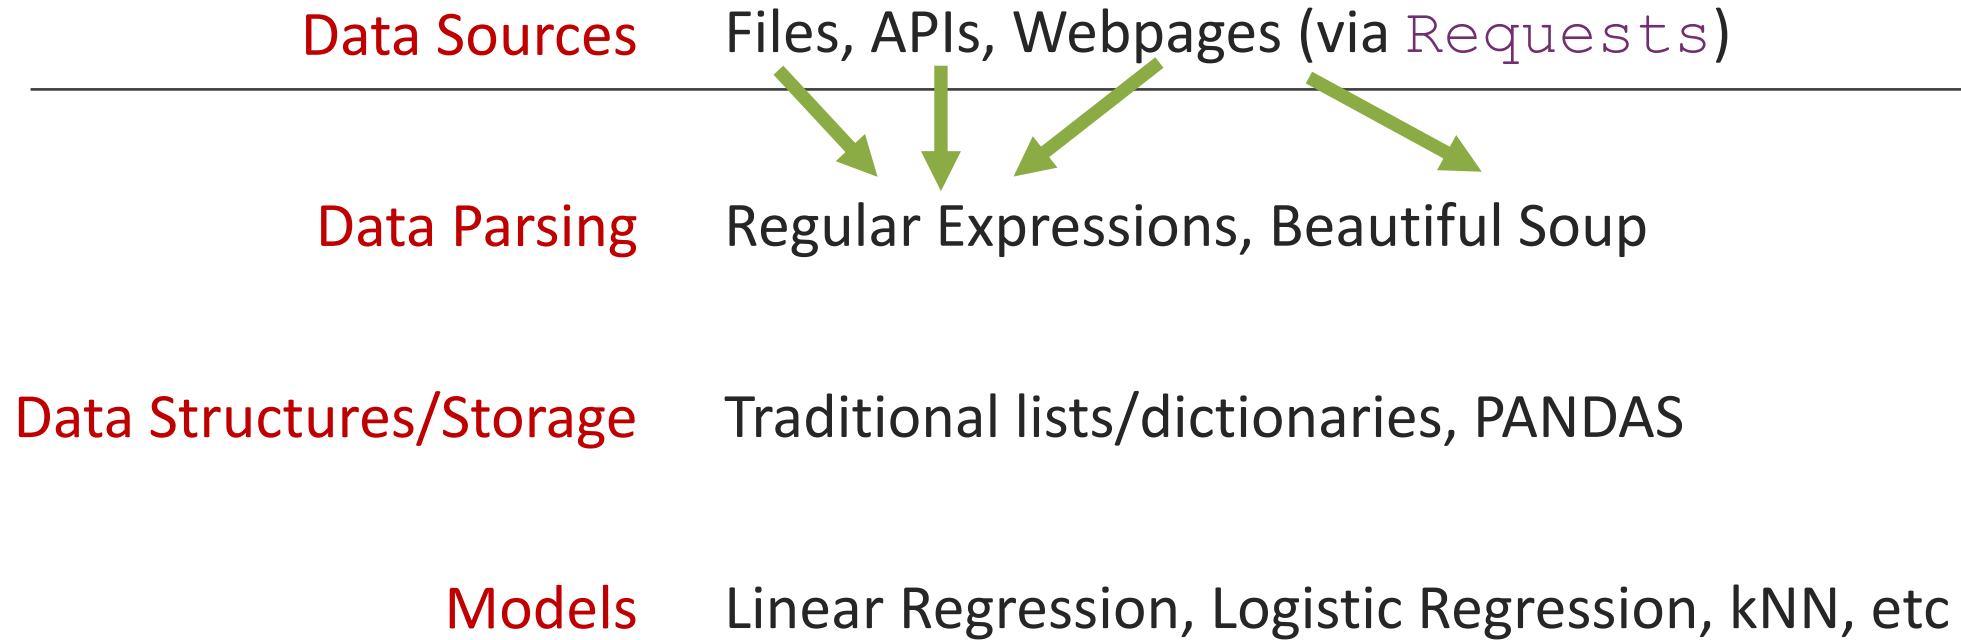 Data Sources Files, APIs, Webpages (via Requests)
Data Parsing Regular Expressions, Beautiful Soup
Data Structures/Storage Traditional lists/dictionaries, PANDAS
Models Linear Regression, Logistic Regression, kNN, etc